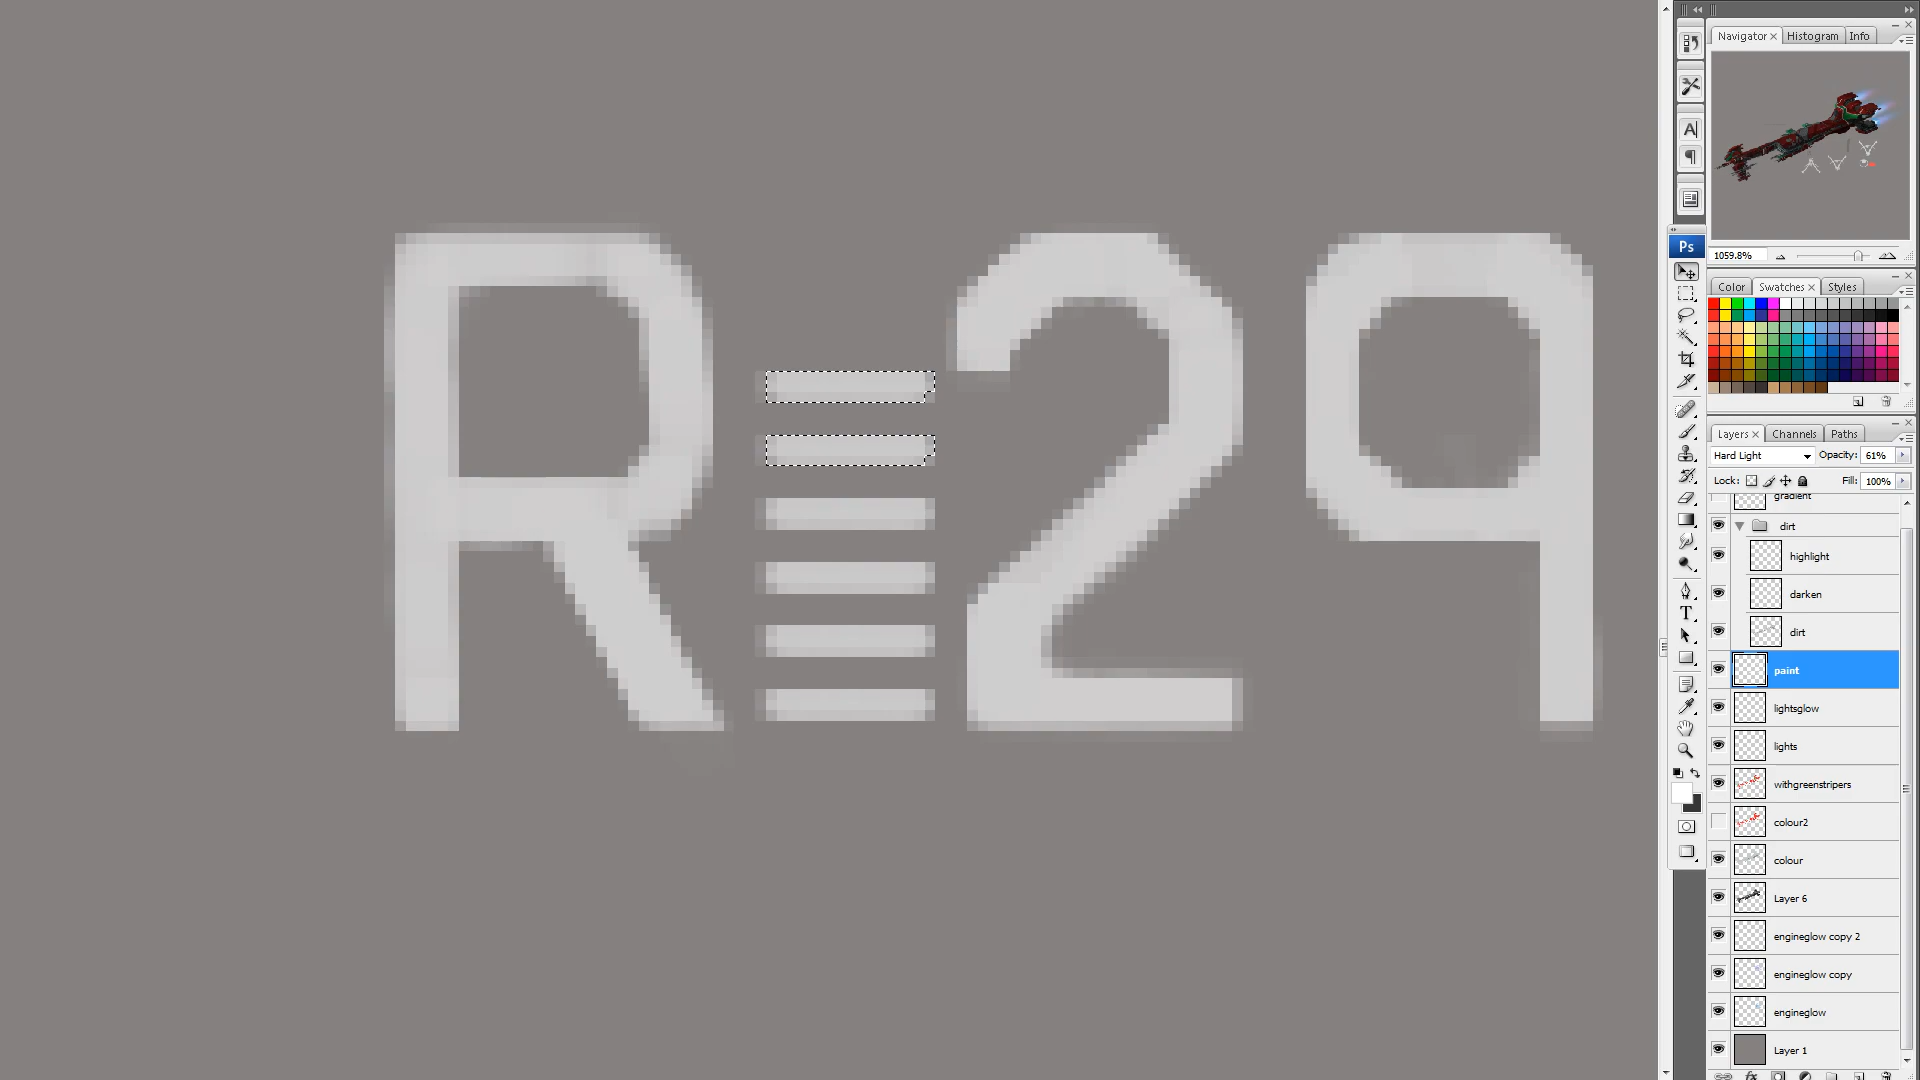 R 29
Navigator Histogram Info
1059.8%
Color Swatches Styles
Layers Channels Paths
Hard Light Opacity: 61%
Lock: Fill: 100%
gradient
dirt
highlight
darken
dirt
paint
lightsglow
lights
withgreenstripers
colour2
colour
Layer 6
engineglow copy 2
engineglow copy
engineglow
Layer 1
Ps
A
T